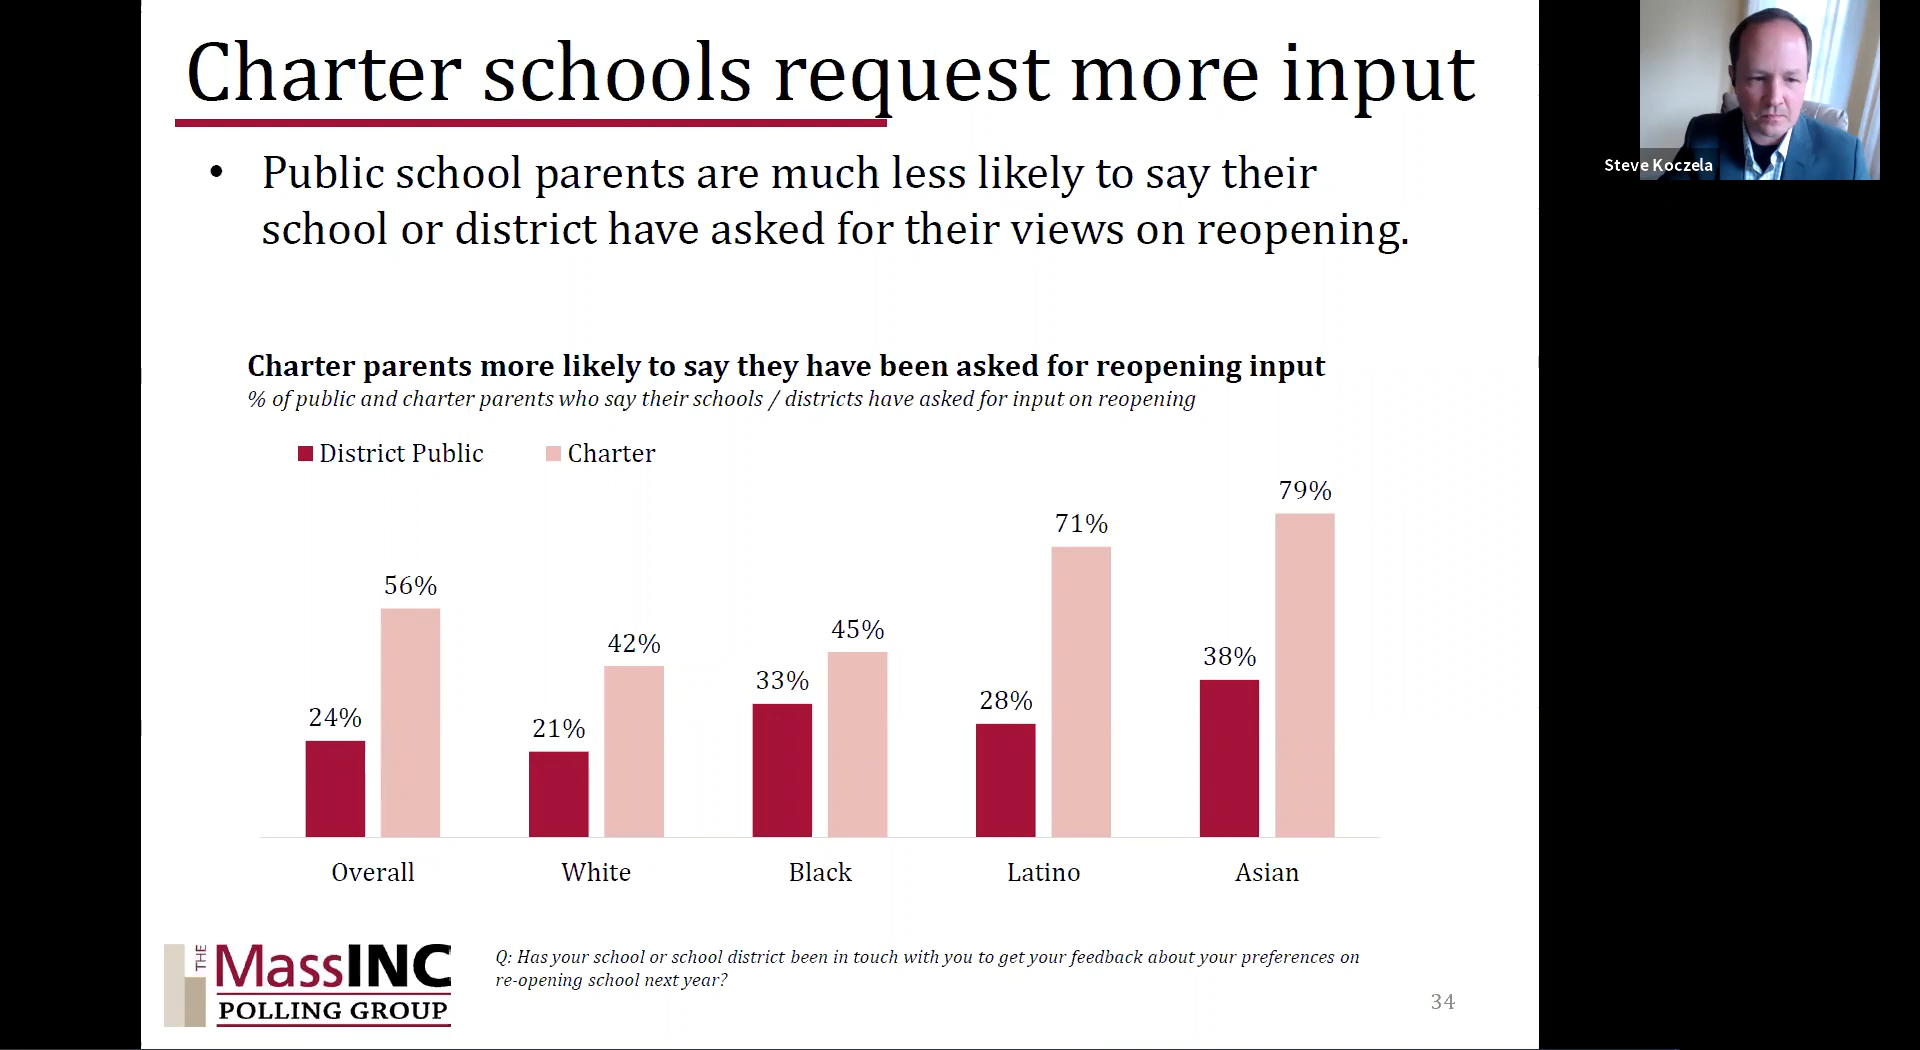 Charter schools request more input
• Public school parents are much less likely to say their
school or district have asked for their views on reopening.
Steve Koczela
Charter parents more likely to say they have been asked for reopening input
% of public and charter parents who say their schools / districts have asked for input on reopening
District Public Charter
24% 56% 21% 42% 33% 45% 28% 71% 38% 79%
Overall White Black Latino Asian
THE MassINC
POLLING GROUP
Q: Has your school or school district been in touch with you to get your feedback about your preferences on
re-opening school next year?
34